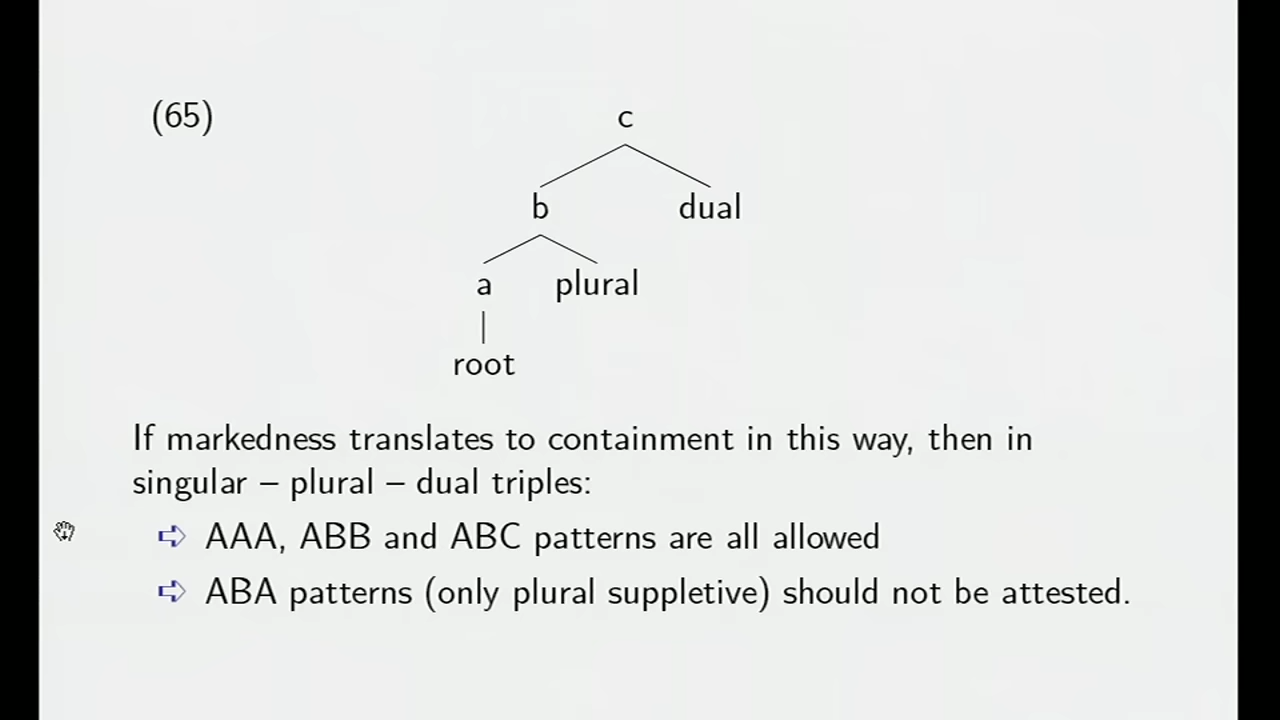 (65)
c
b dual
a plural
root
If markedness translates to containment in this way, then in
singular – plural – dual triples:
➪ AAA, ABB and ABC patterns are all allowed
➪ ABA patterns (only plural suppletive) should not be attested.